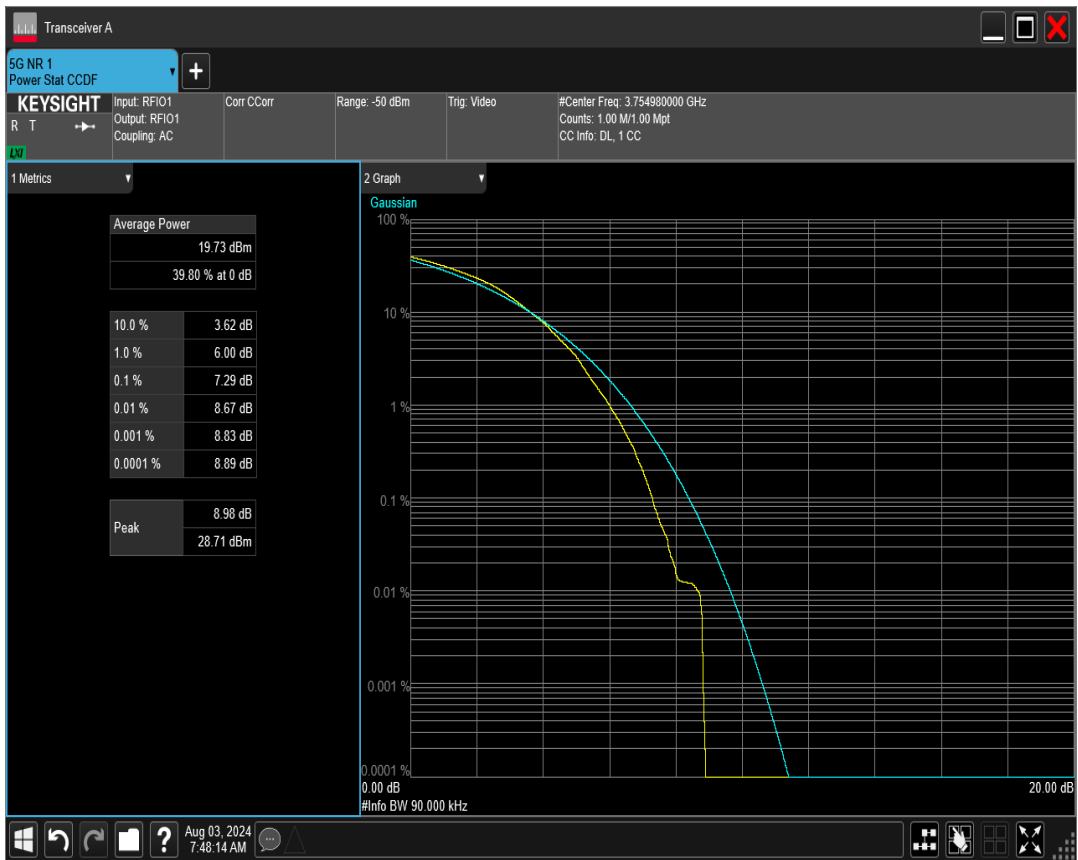 Transceiver A
5G NR 1
Power Stat CCDF
+
KEYSIGHT
R T
LXI
Input: RFIO1
Output: RFIO1
Coupling: AC
Corr CCorr
Range: -50 dBm
Trig: Video
#Center Freq: 3.754980000 GHz
Counts: 1.00 M/1.00 Mpt
CC Info: DL, 1 CC
1 Metrics
Average Power
19.73 dBm
39.80 % at 0 dB
10.0 % 3.62 dB
1.0 % 6.00 dB
0.1 % 7.29 dB
0.01 % 8.67 dB
0.001 % 8.83 dB
0.0001 % 8.89 dB
Peak
8.98 dB
28.71 dBm
2 Graph
Gaussian
100 %
10 %
1 %
0.1 %
0.01 %
0.001 %
0.0001 %
0.00 dB 20.00 dB
#Info BW 90.000 kHz
?
Aug 03, 2024
7:48:14 AM